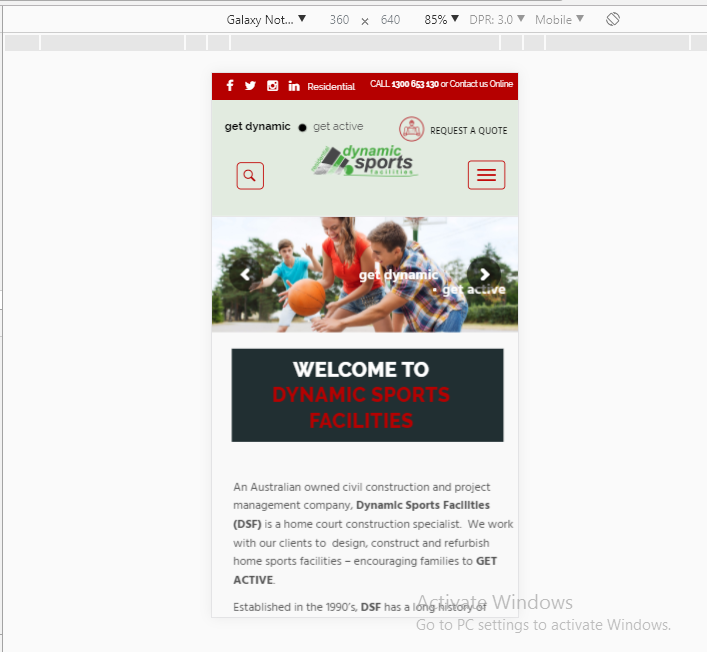 Galaxy Not... ▼ 360 x 640 85% ▼ DPR: 3.0 ▼ Mobile ▼
Residential CALL 1300 653 130 or Contact us Online
get dynamic ● get active REQUEST A QUOTE
dynamic
sports
facilities
get dynamic
• get active
WELCOME TO
DYNAMIC SPORTS
FACILITIES
An Australian owned civil construction and project
management company, Dynamic Sports Facilities
(DSF) is a home court construction specialist. We work
with our clients to design, construct and refurbish
home sports facilities – encouraging families to GET
ACTIVE.
Established in the 1990's, DSF has a long history of
Activate Windows
Go to PC settings to activate Windows.